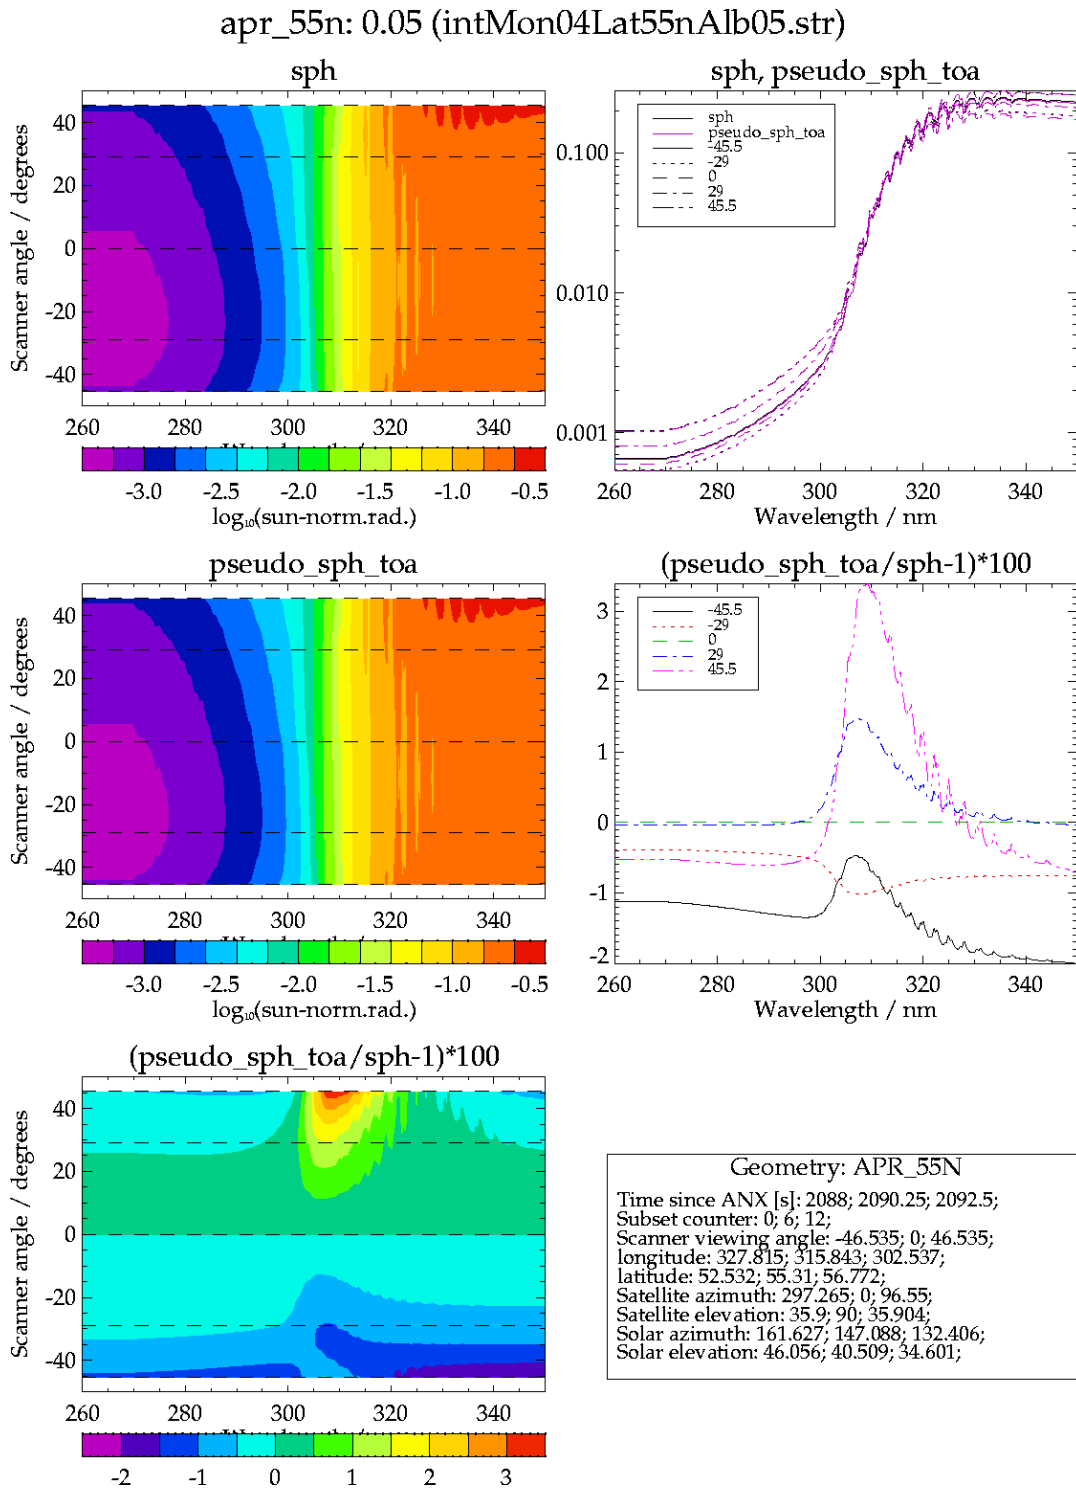 apr_55n: 0.05 (intMon04Lat55nAlb05.str)
sph
Scanner angle / degrees
40
20
0
-20
-40
260 280 300 320 340
-3.0 -2.5 -2.0 -1.5 -1.0 -0.5
log₁₀(sun-norm.rad.)
sph, pseudo_sph_toa
sph
pseudo_sph_toa
-45.5
-29
0
29
45.5
0.100
0.010
0.001
260 280 300 320 340
Wavelength / nm
pseudo_sph_toa
Scanner angle / degrees
40
20
0
-20
-40
260 280 300 320 340
-3.0 -2.5 -2.0 -1.5 -1.0 -0.5
log₁₀(sun-norm.rad.)
(pseudo_sph_toa/sph-1)*100
-45.5
-29
0
29
45.5
3
2
1
0
-1
-2
260 280 300 320 340
Wavelength / nm
(pseudo_sph_toa/sph-1)*100
Scanner angle / degrees
40
20
0
-20
-40
260 280 300 320 340
-2 -1 0 1 2 3
Geometry: APR_55N
Time since ANX [s]: 2088; 2090.25; 2092.5;
Subset counter: 0; 6; 12;
Scanner viewing angle: -46.535; 0; 46.535;
longitude: 327.815; 315.843; 302.537;
latitude: 52.532; 55.31; 56.772;
Satellite azimuth: 297.265; 0; 96.55;
Satellite elevation: 35.9; 90; 35.904;
Solar azimuth: 161.627; 147.088; 132.406;
Solar elevation: 46.056; 40.509; 34.601;